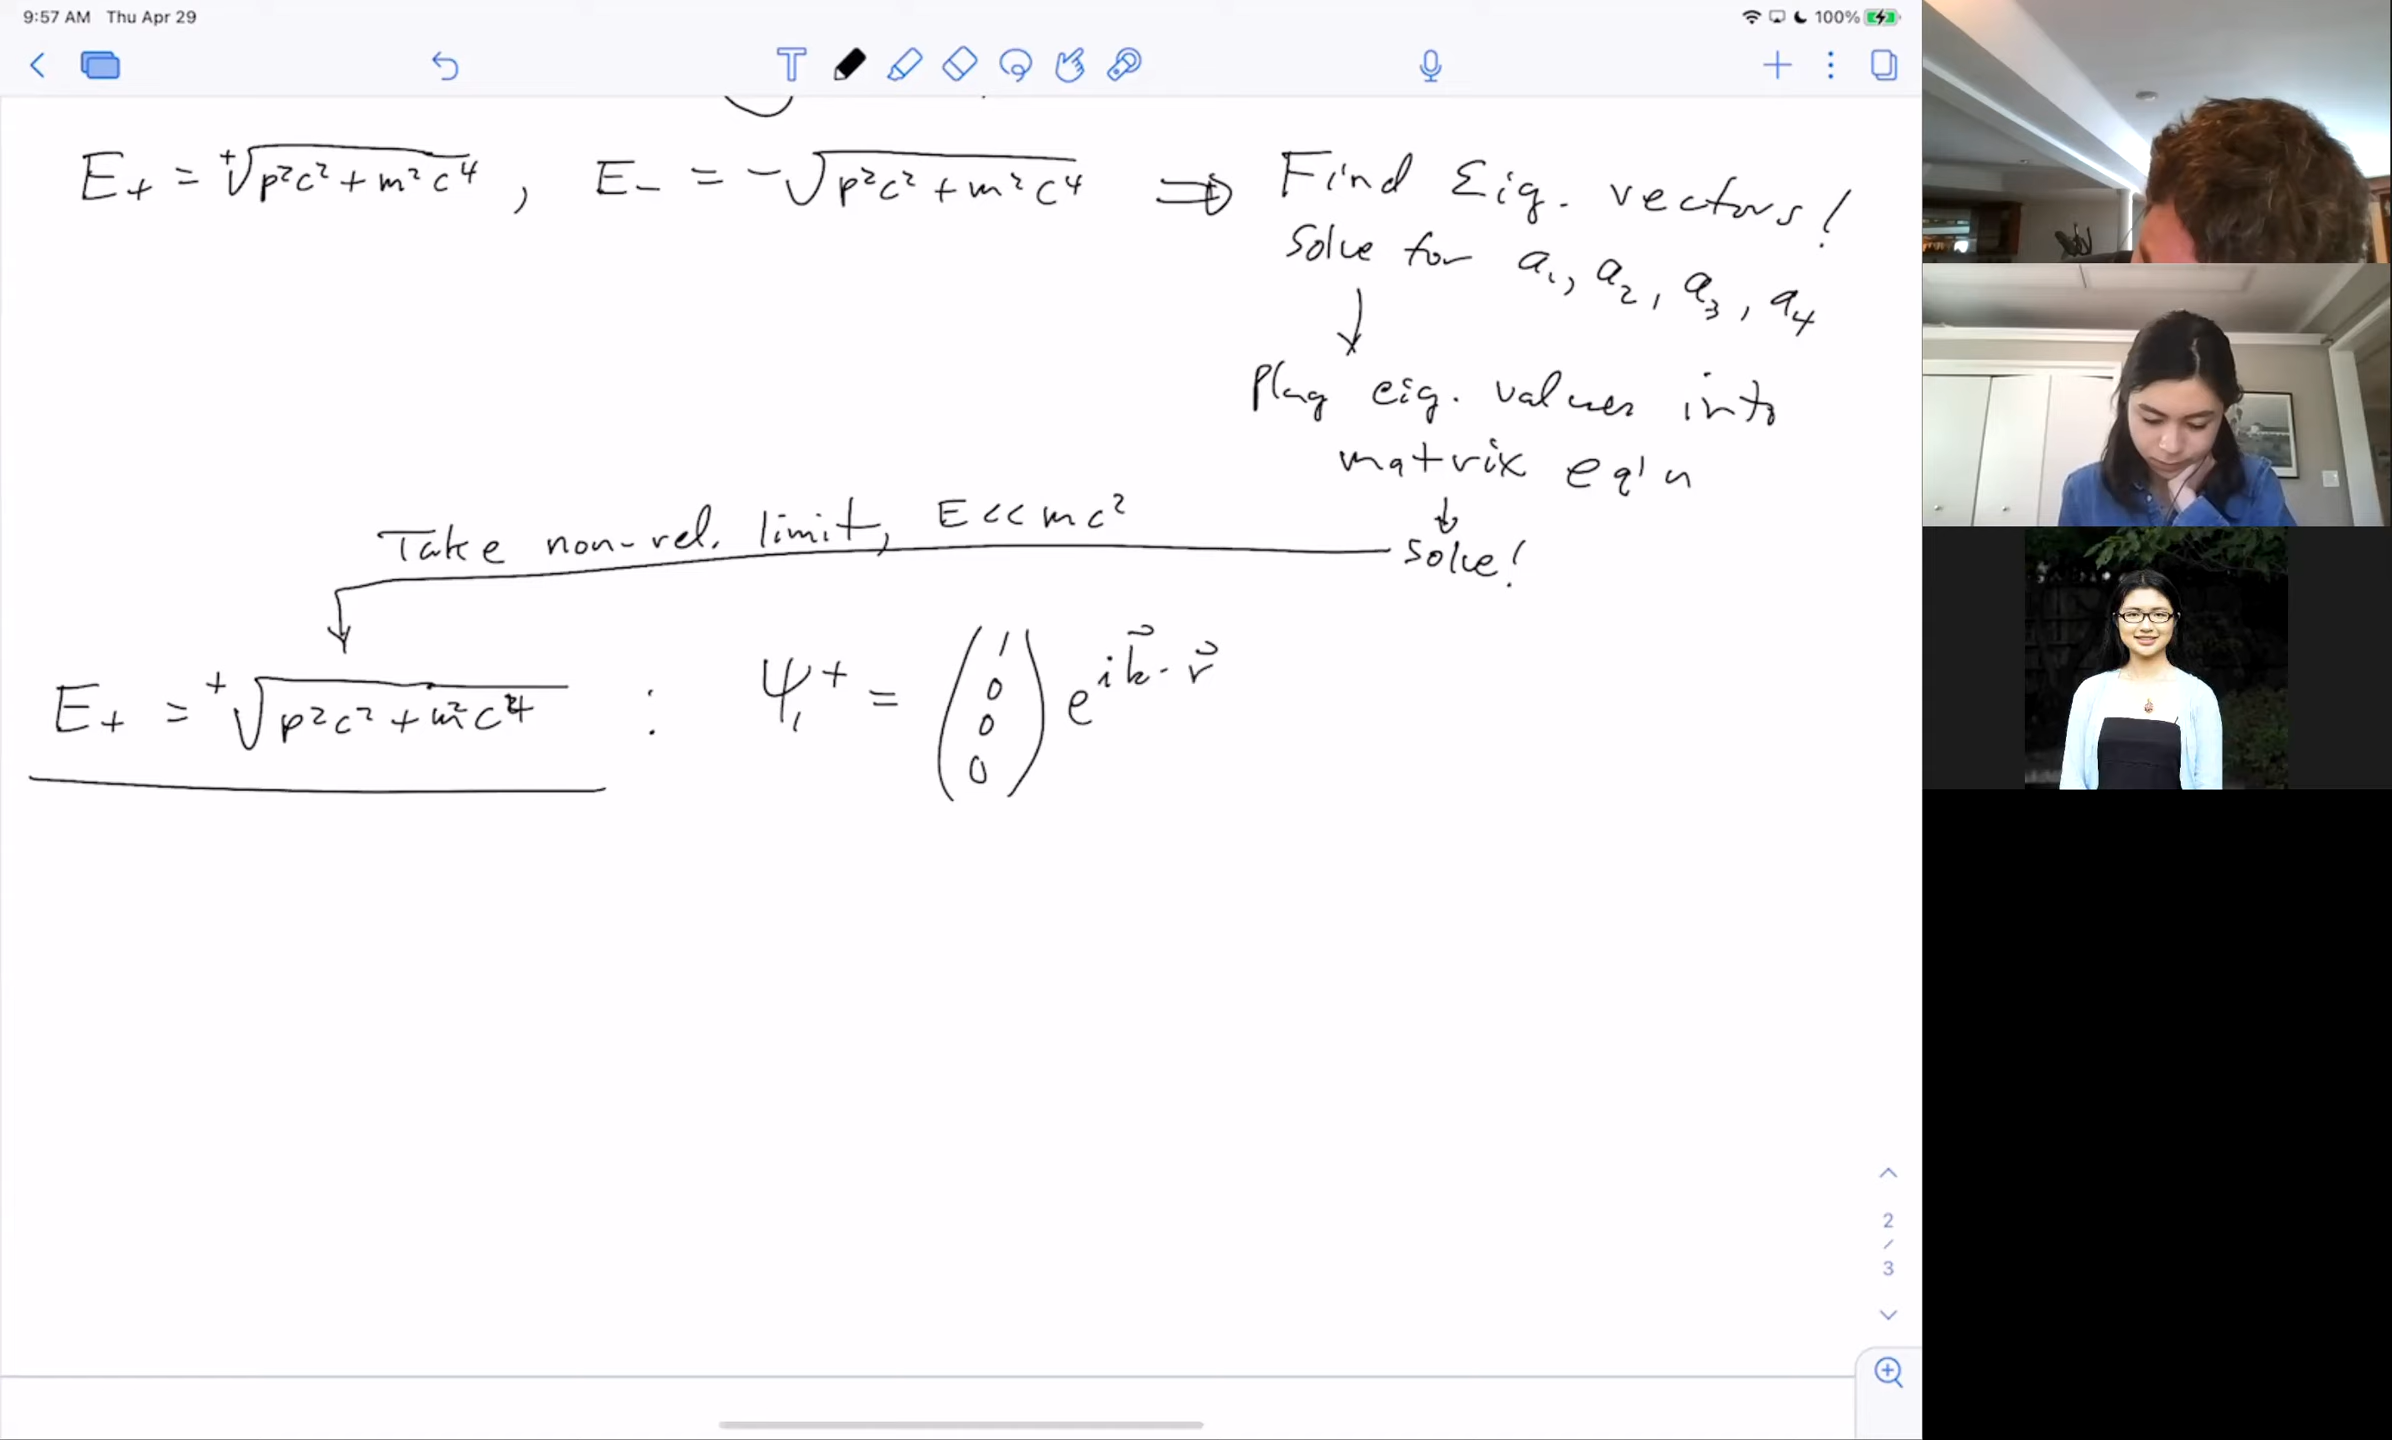 9:57 AM Thu Apr 29
100%
E₊ = ⁺√(p²c² + m²c⁴) , E₋ = -√(p²c² + m²c⁴) ⇒ Find Eig. vectors!
Solve for a₁, a₂, a₃, a₄
↓
Plug eig. values into
matrix eq'n
↓
solve!
Take non-rel. limit, E << mc²
E₊ = ⁺√(p²c² + m²c⁴) : ψ₁⁺ = (1 0 0 0) e^{i k⃗ · r⃗}
2
/
3